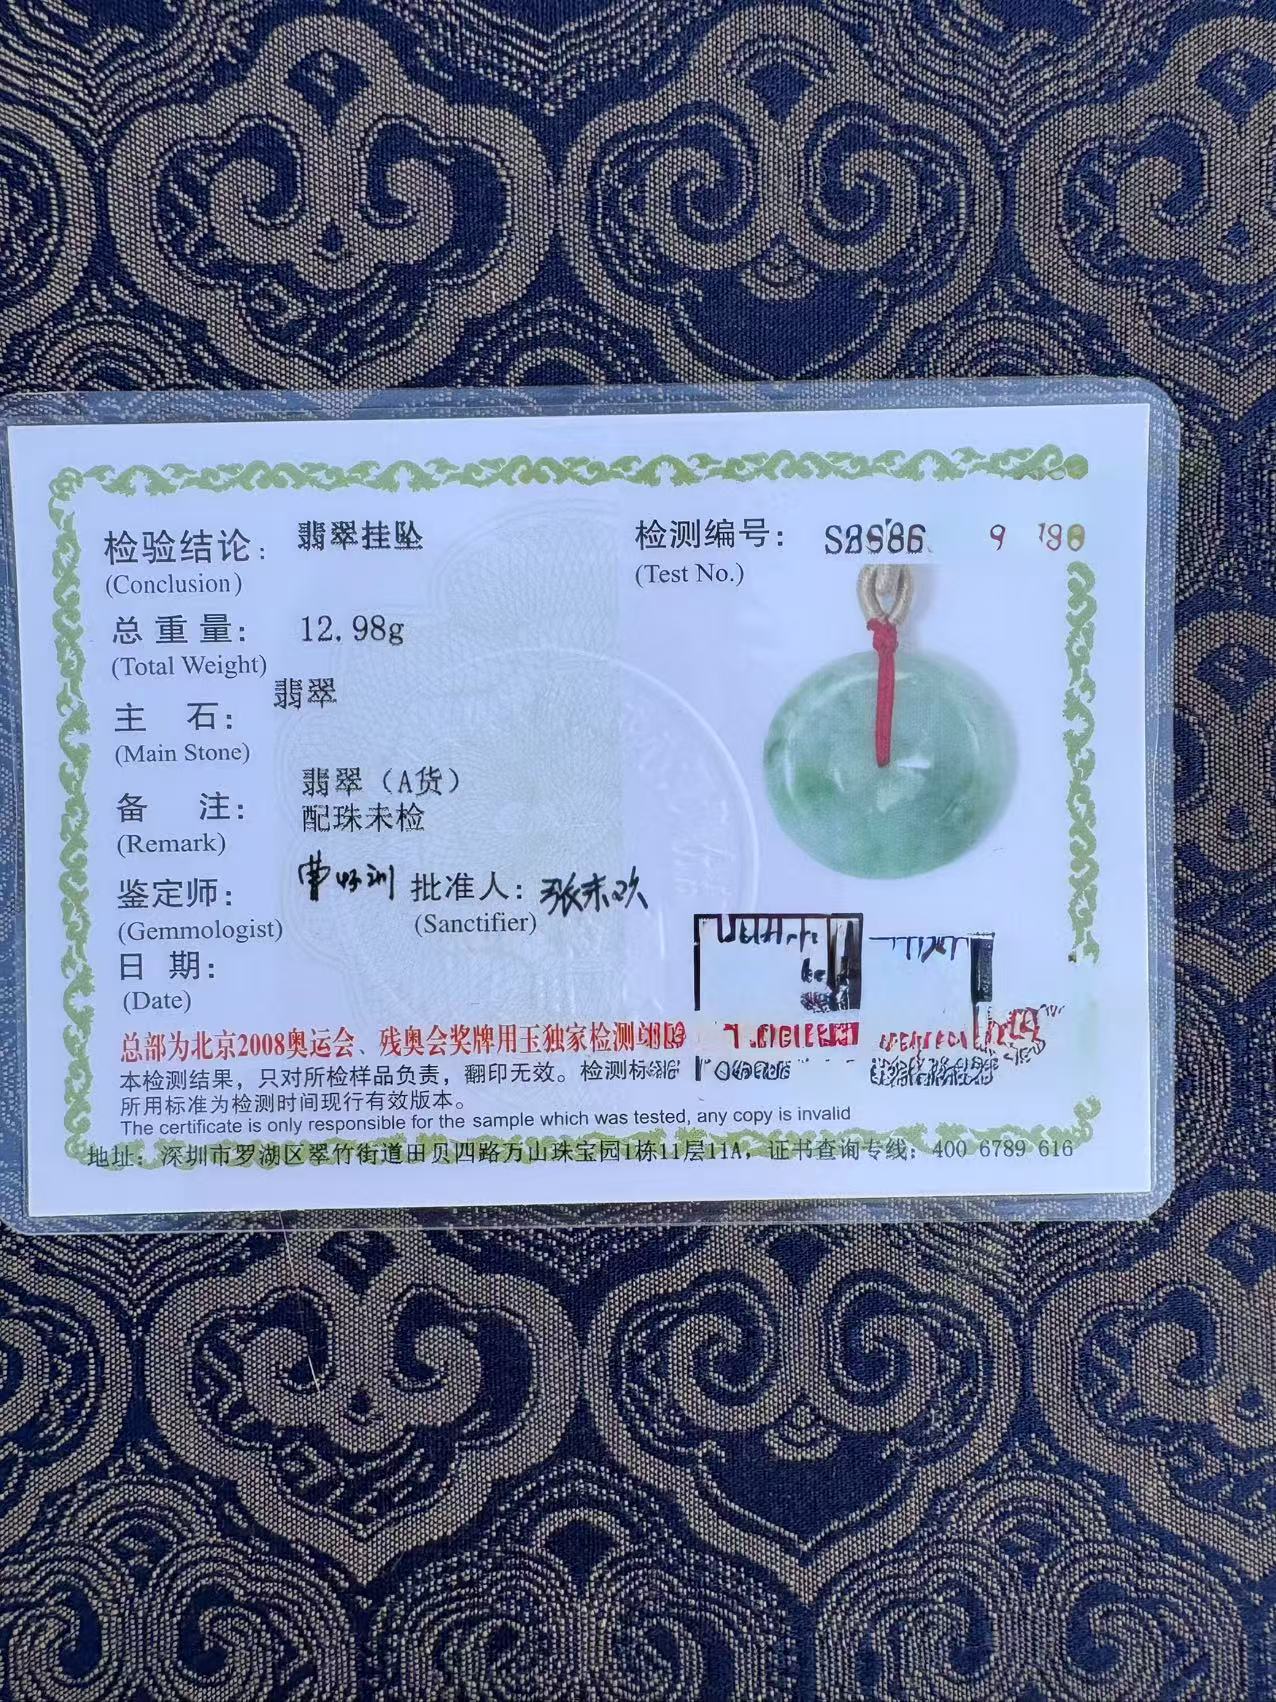 检验结论： 翡翠挂坠 检测编号：
(Conclusion) (Test No.)
总重量： 12.98g
(Total Weight)
主 石： 翡翠
(Main Stone)
备 注： 翡翠（A货）
配珠未检
(Remark)
鉴定师： 批准人：
(Gemmologist) (Sanctifier)
日 期：
(Date)
总部为北京2008奥运会、残奥会奖牌用玉独家检测
本检测结果，只对所检样品负责，翻印无效。检测标
所用标准为检测时间现行有效版本。
The certificate is only responsible for the sample which was tested, any copy is invalid
地址：深圳市罗湖区翠竹街道田贝四路万山珠宝园1栋11层11A，证书查询专线：400 6789 616